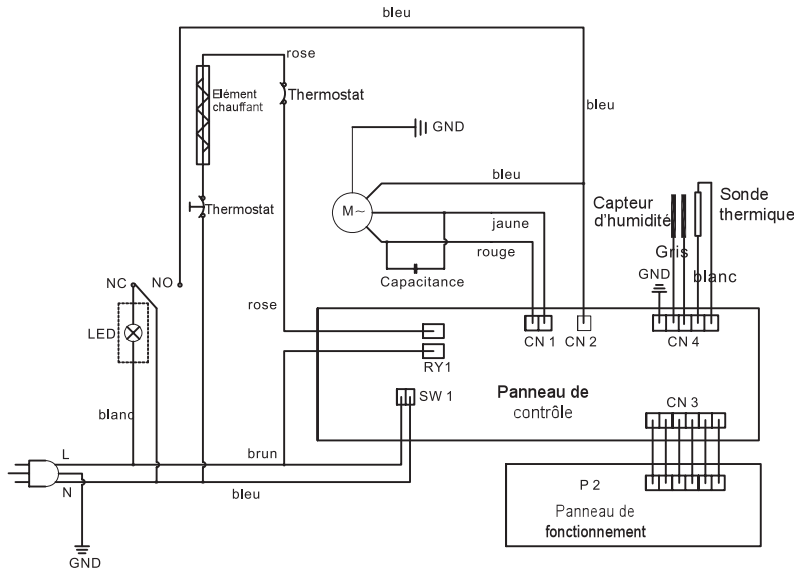 bleu
rose
Elément
chauffant
Thermostat
bleu
GND
bleu
Thermostat
M~
jaune
rouge
Capacitance
Capteur
d'humidité
Sonde
thermique
Gris
GND
blanc
NC
NO
rose
LED
CN 1
CN 2
CN 4
RY1
SW 1
Panneau de
contrôle
CN 3
blanc
L
brun
N
bleu
P 2
Panneau de
fonctionnement
GND